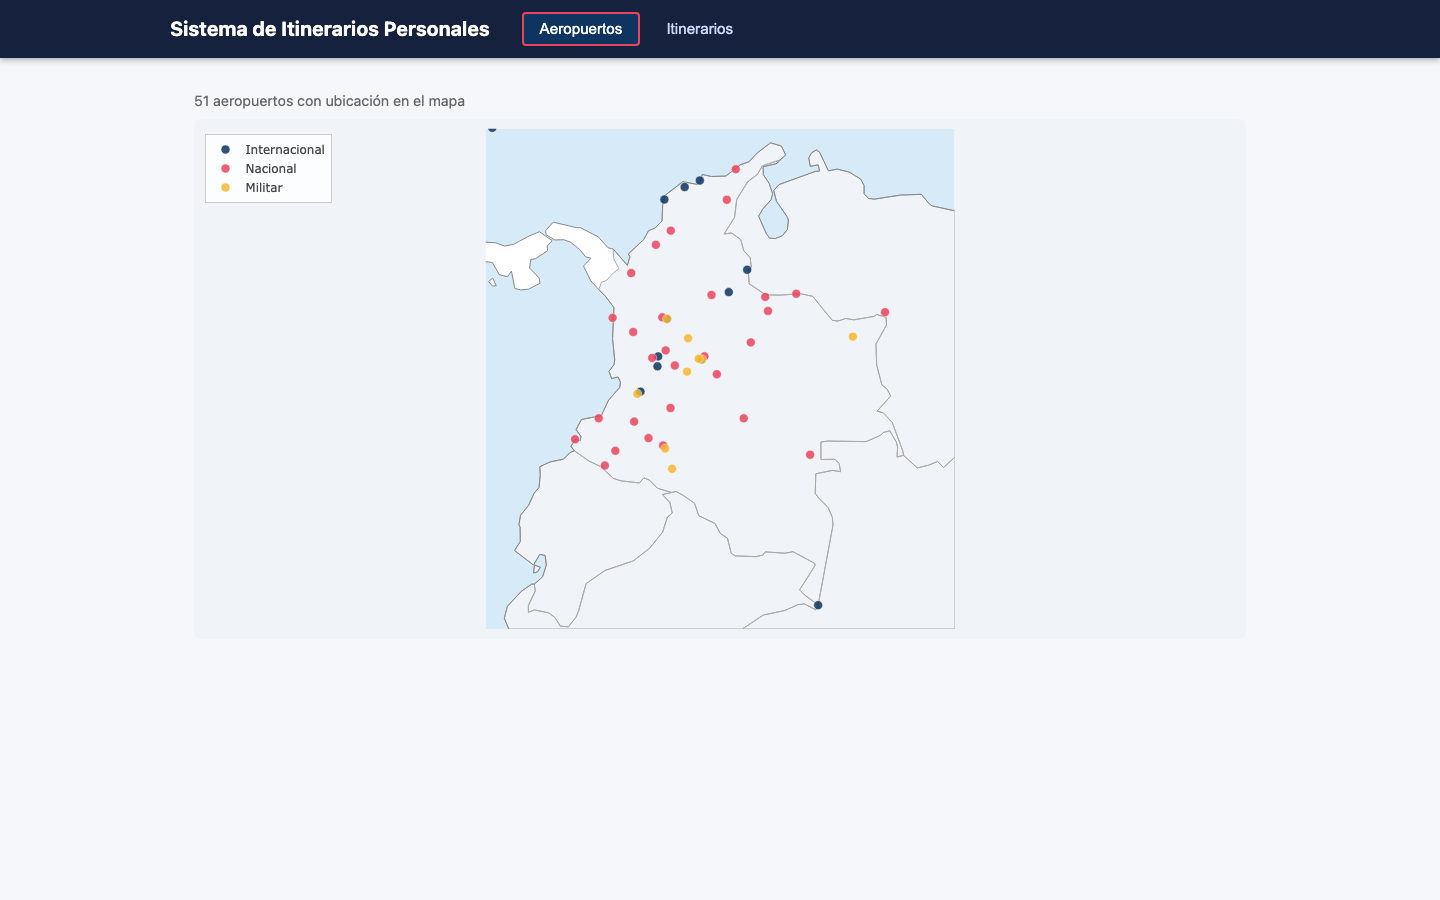 Sistema de Itinerarios Personales
Aeropuertos
Itinerarios
51 aeropuertos con ubicación en el mapa
Internacional
Nacional
Militar